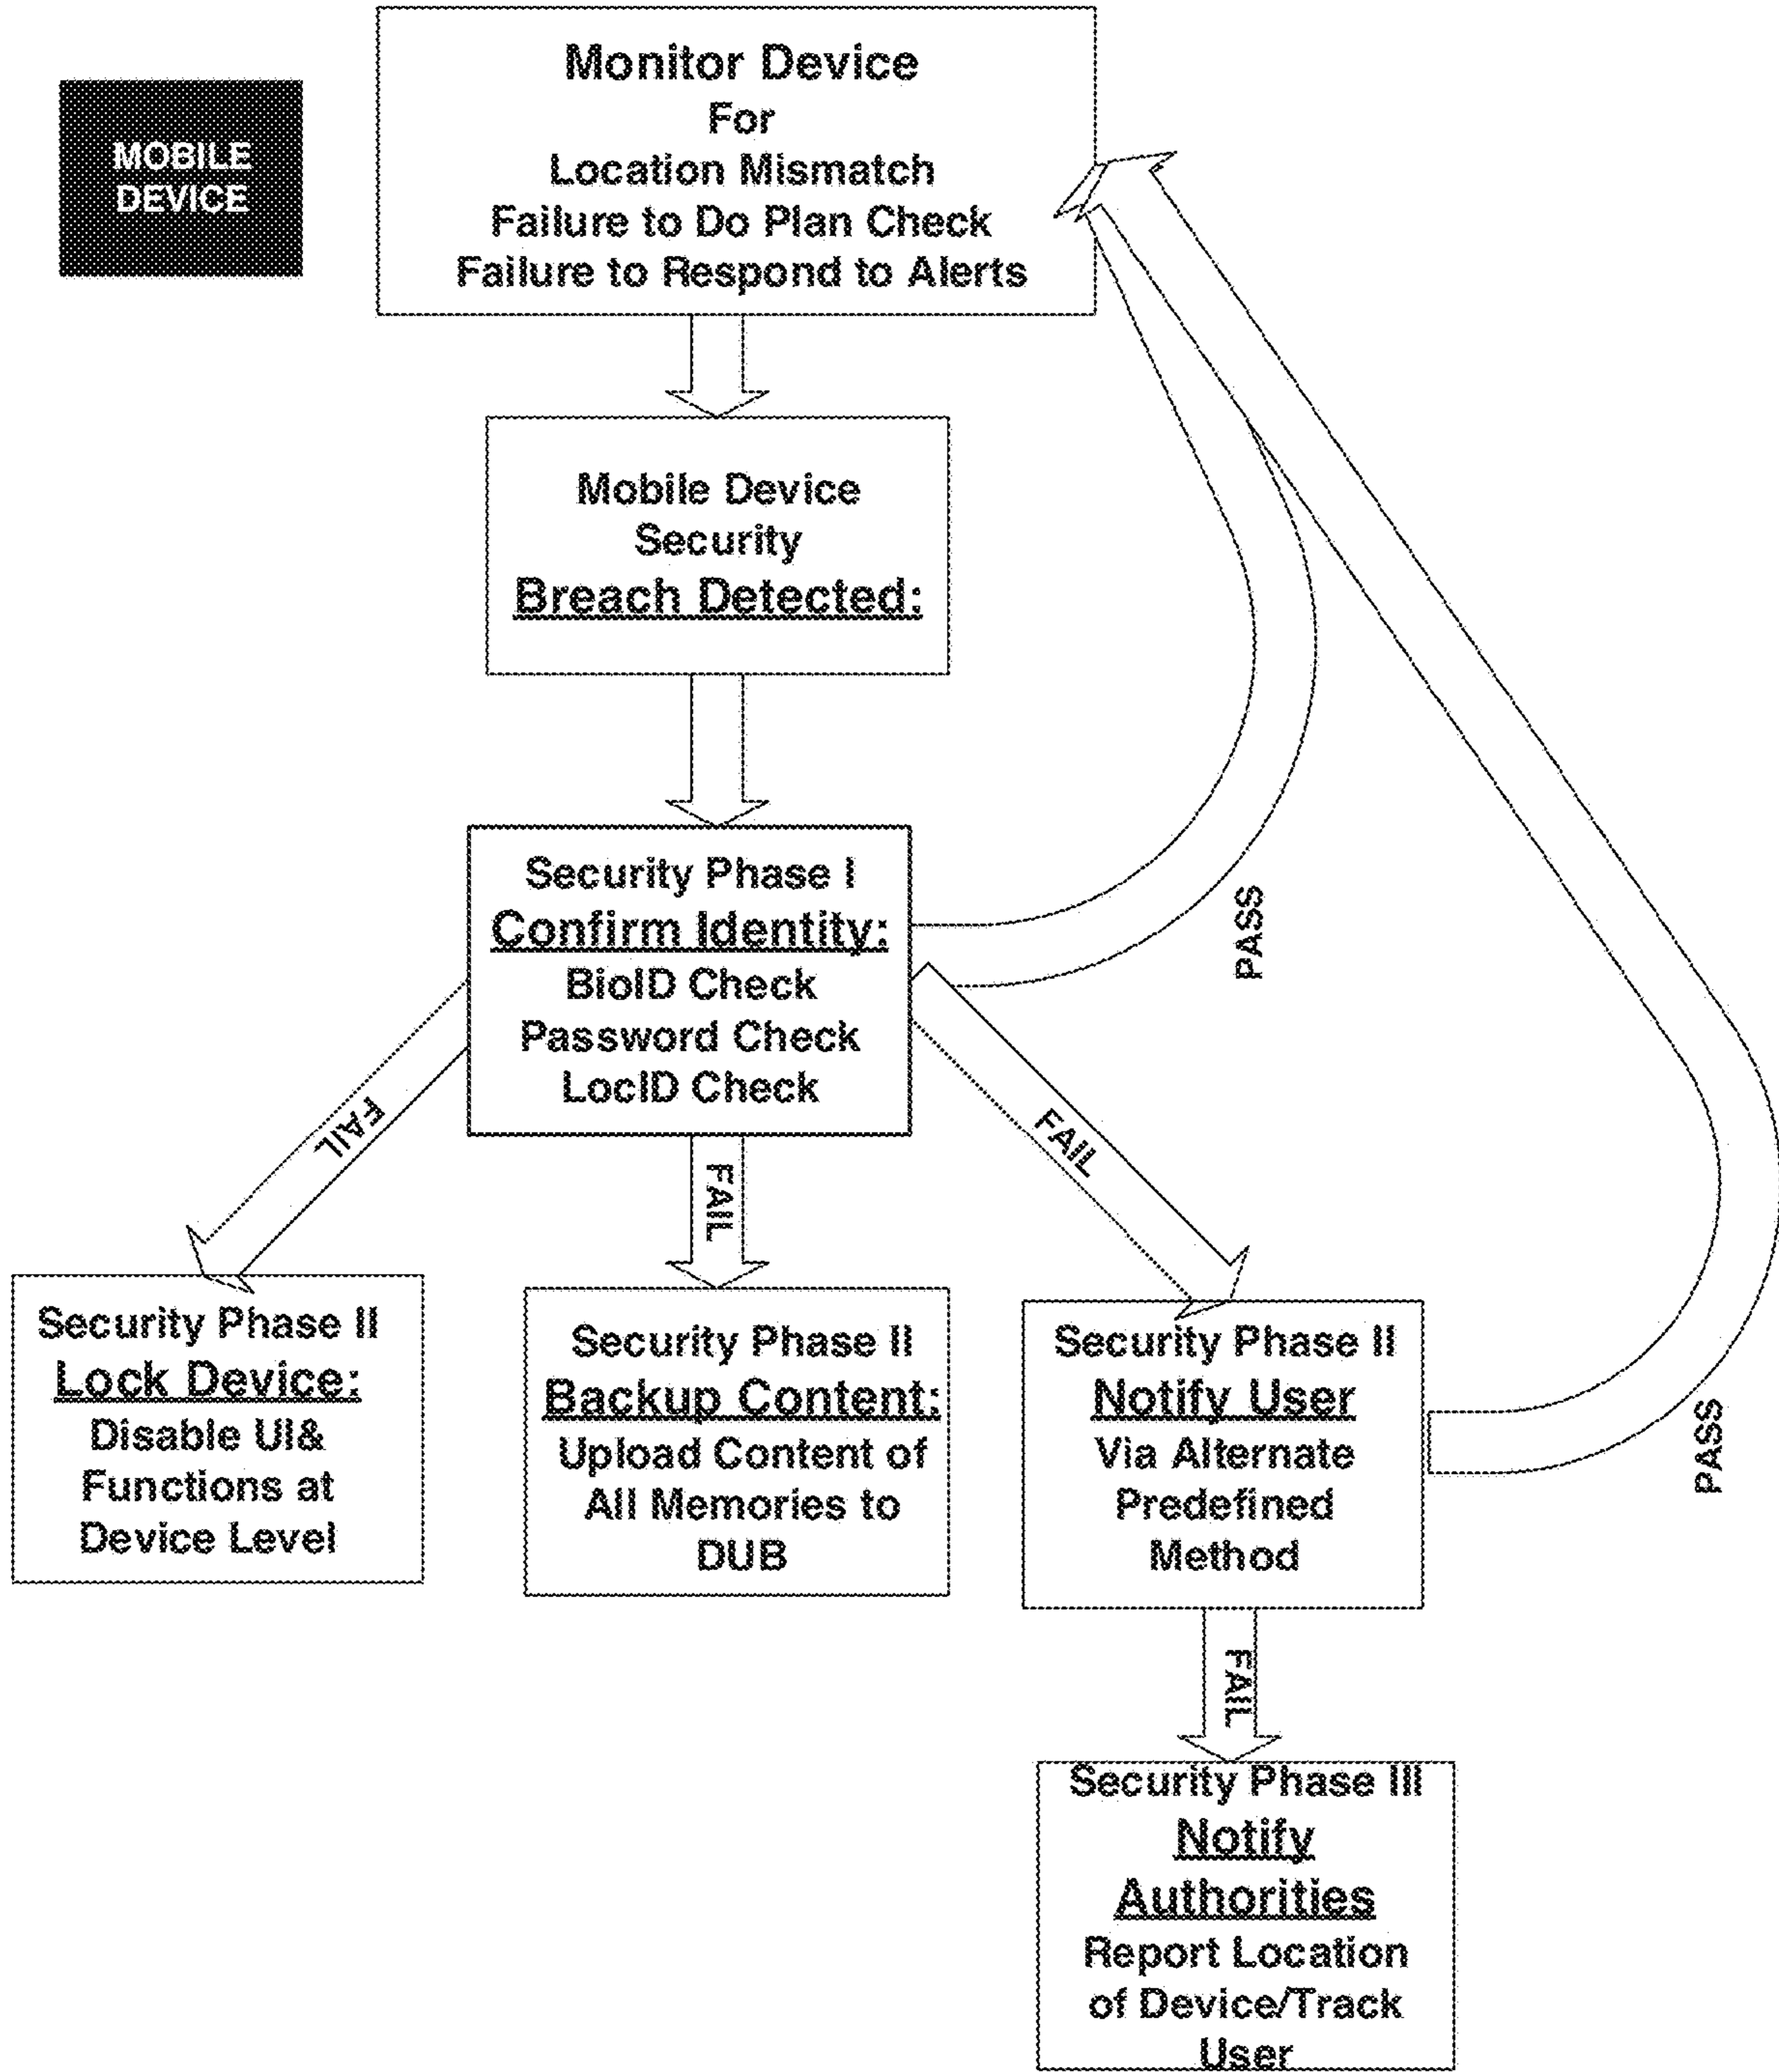 MOBILE
DEVICE
Monitor Device
For
Location Mismatch
Failure to Do Plan Check
Failure to Respond to Alerts
Mobile Device
Security
Breach Detected:
Security Phase I
Confirm Identity:
BioID Check
Password Check
LocID Check
PASS
FAIL
FAIL
FAIL
Security Phase II
Lock Device:
Disable UI&
Functions at
Device Level
Security Phase II
Backup Content:
Upload Content of
All Memories to
DUB
Security Phase II
Notify User
Via Alternate
Predefined
Method
PASS
FAIL
Security Phase III
Notify
Authorities
Report Location
of Device/Track
User